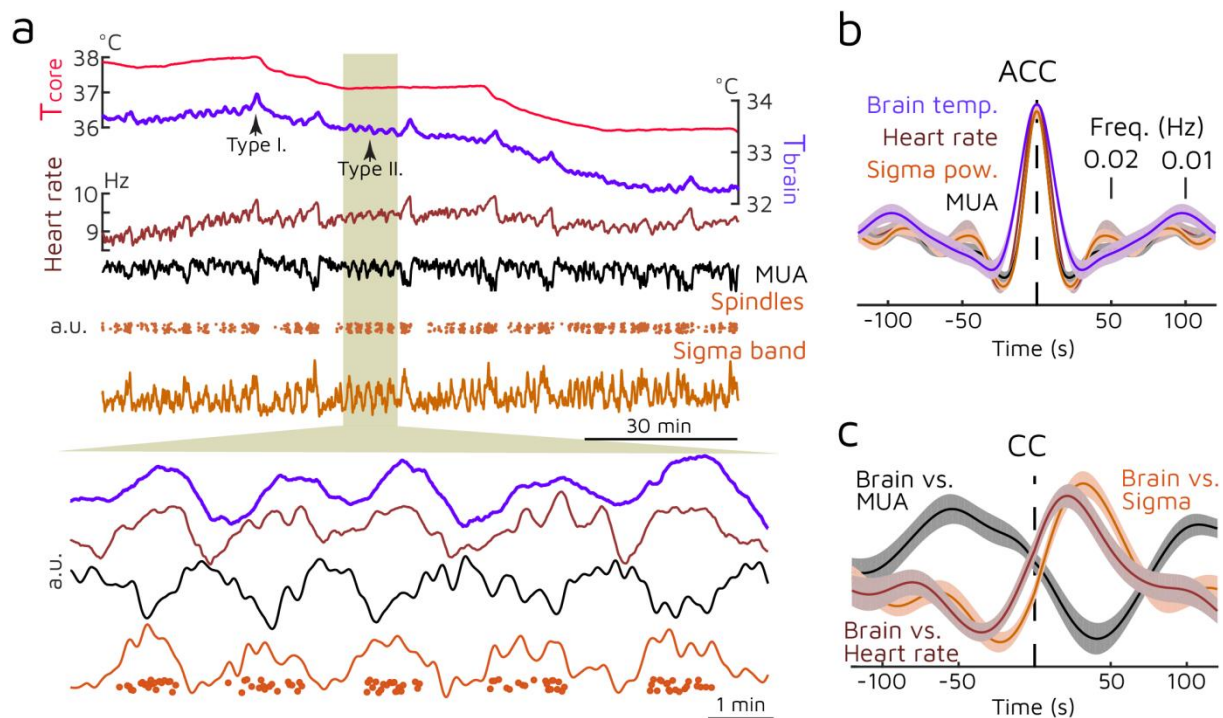 a
°C
38
37
36
Tcore
Type I.
Type II.
°C
34
33
32
Tbrain
Hz
10
9
Heart rate
MUA
Spindles
a.u.
Sigma band
30 min
a.u.
1 min
b
ACC
Brain temp.
Heart rate
Sigma pow.
MUA
Freq. (Hz)
0.02 0.01
-100 -50 50 100
Time (s)
c
CC
Brain vs.
MUA
Brain vs.
Sigma
Brain vs.
Heart rate
-100 -50 50 100
Time (s)